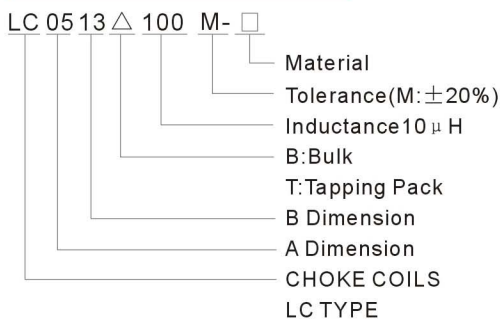 LC 05 13 △ 100 M- □
Material
Tolerance(M:±20%)
Inductance10μH
B:Bulk
T:Tapping Pack
B Dimension
A Dimension
CHOKE COILS
LC TYPE